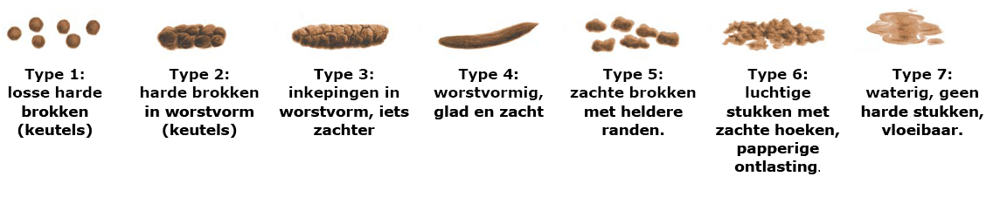 Type 1:
losse harde
brokken
(keutels)
Type 2:
harde brokken
in worstvorm
(keutels)
Type 3:
inkepingen in
worstvorm, iets
zachter
Type 4:
worstvormig,
glad en zacht
Type 5:
zachte brokken
met heldere
randen.
Type 6:
luchtige
stukken met
zachte hoeken,
papperige
ontlasting.
Type 7:
waterig, geen
harde stukken,
vloeibaar.